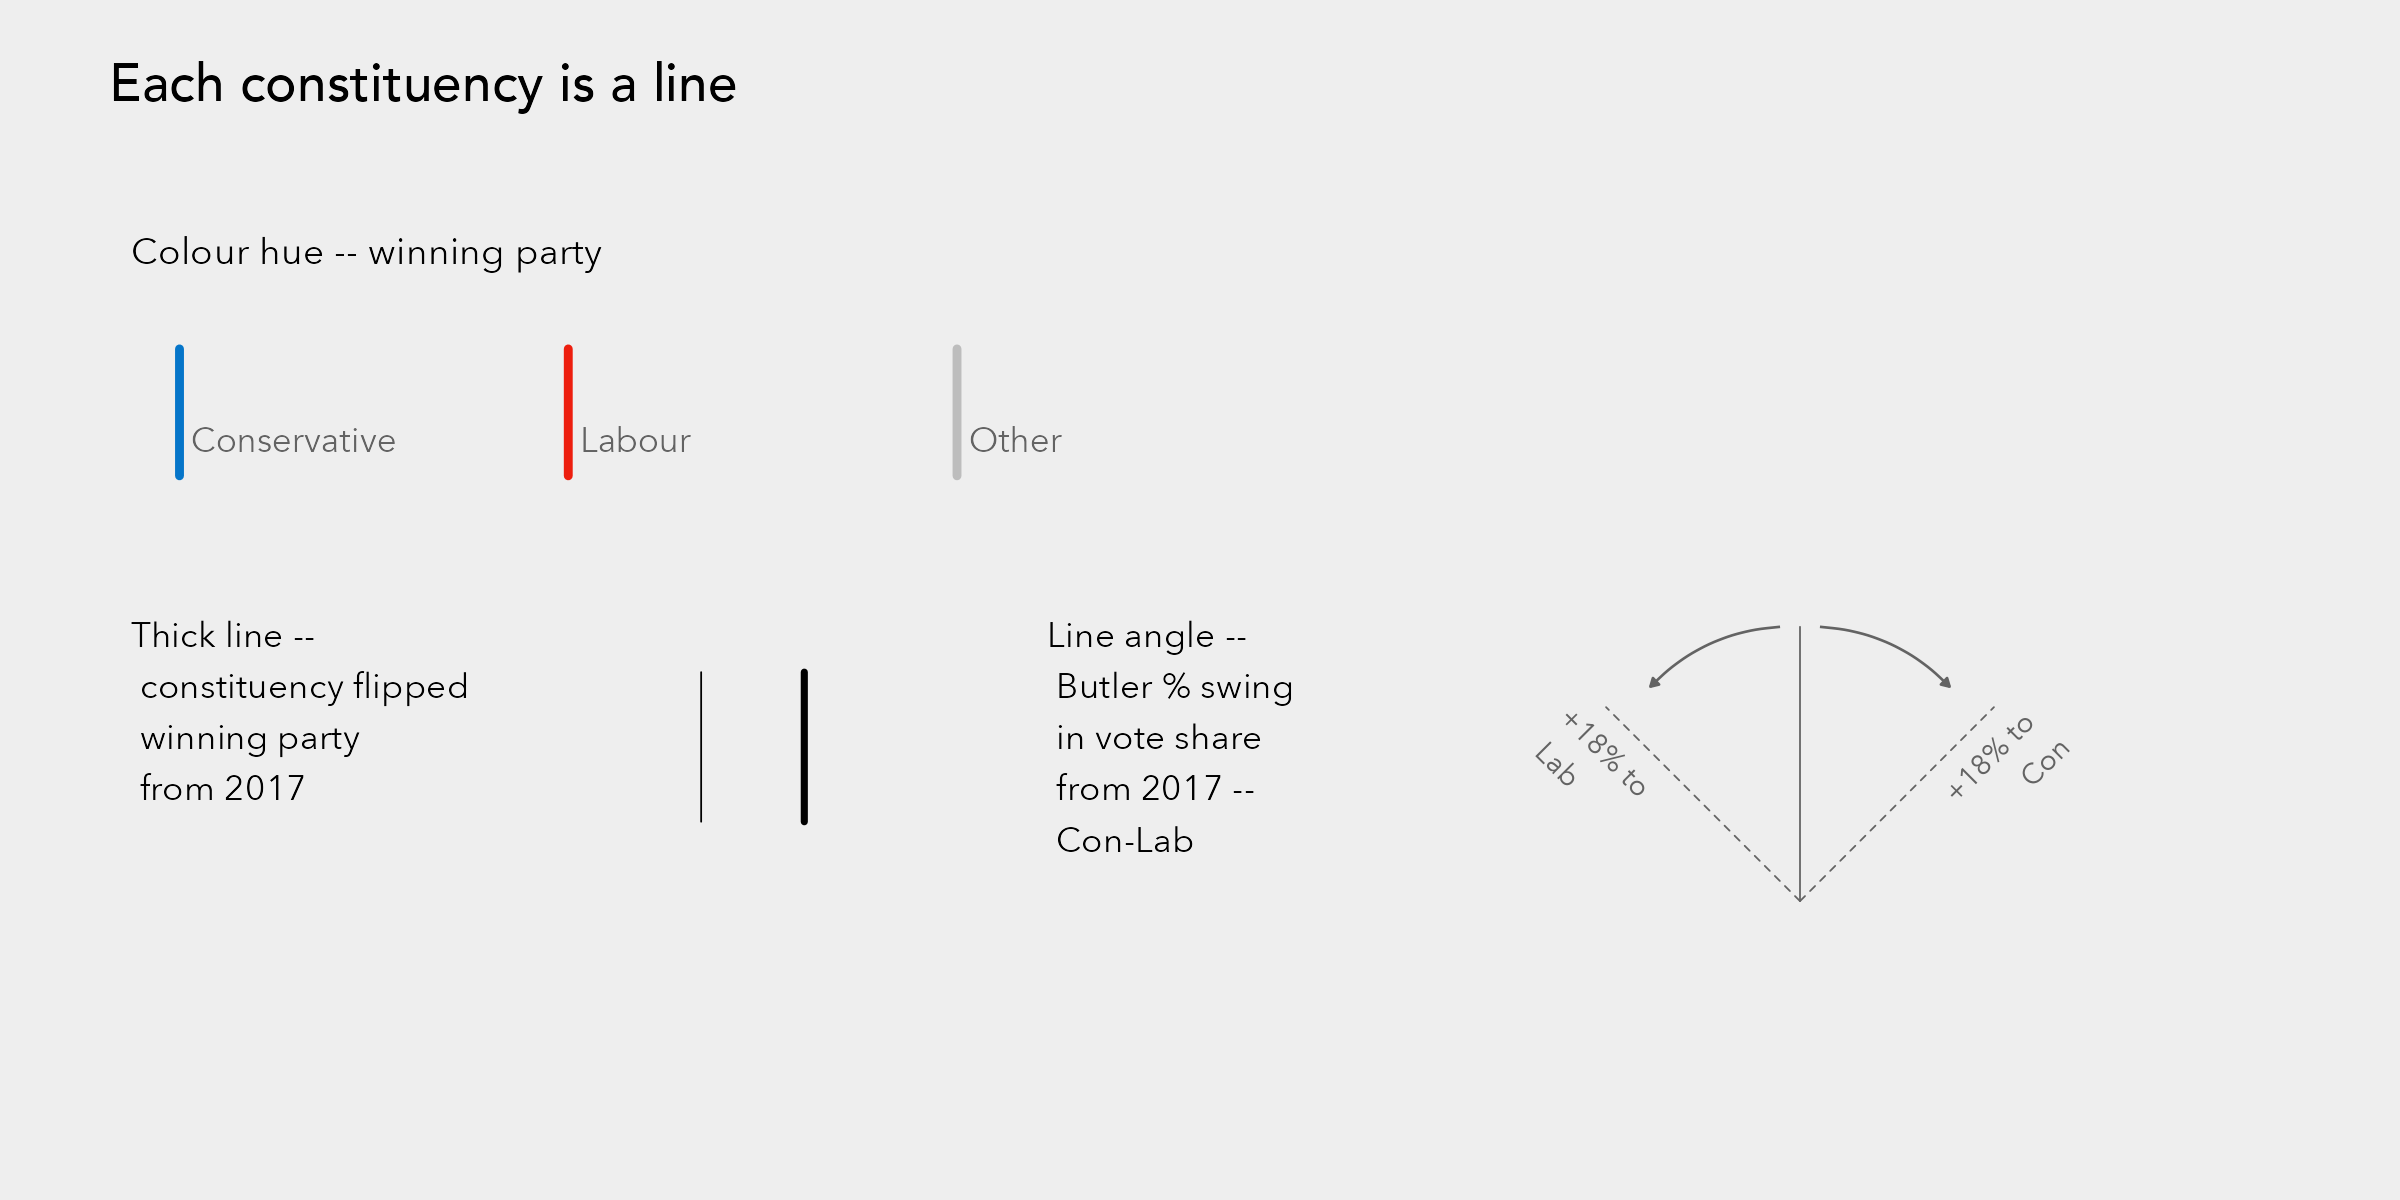 Each constituency is a line
Colour hue -- winning party
Conservative
Labour
Other
Thick line --
constituency flipped
winning party
from 2017
Line angle --
Butler % swing
in vote share
from 2017 --
Con-Lab
+18% to
Lab
+18% to
Con